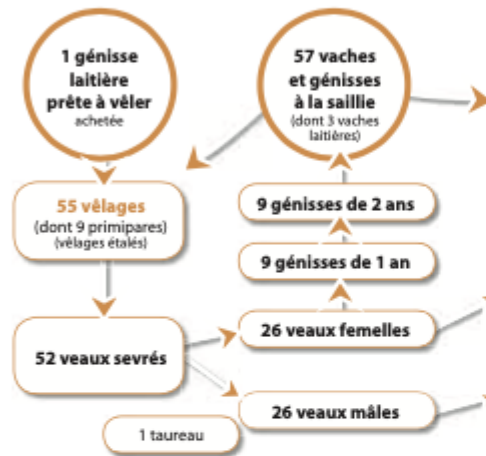 1 génisse
laitière
prête à vêler
achetée
57 vaches
et génisses
à la saillie
(dont 3 vaches
laitières)
55 vêlages
(dont 9 primipares)
(vêlages étalés)
9 génisses de 2 ans
9 génisses de 1 an
52 veaux sevrés
26 veaux femelles
26 veaux mâles
1 taureau